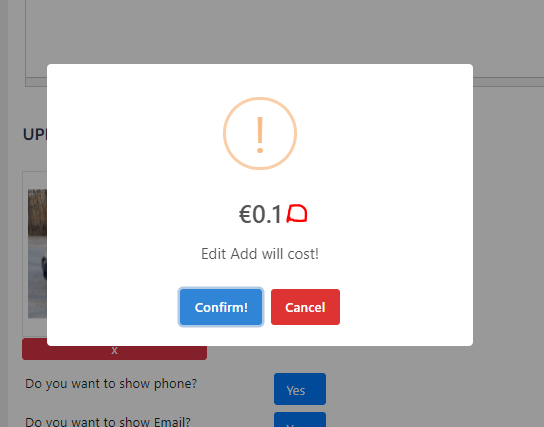 UP
€0.1
Edit Add will cost!
Confirm!
Cancel
x
Do you want to show phone?
Yes
Do you want to show Email?